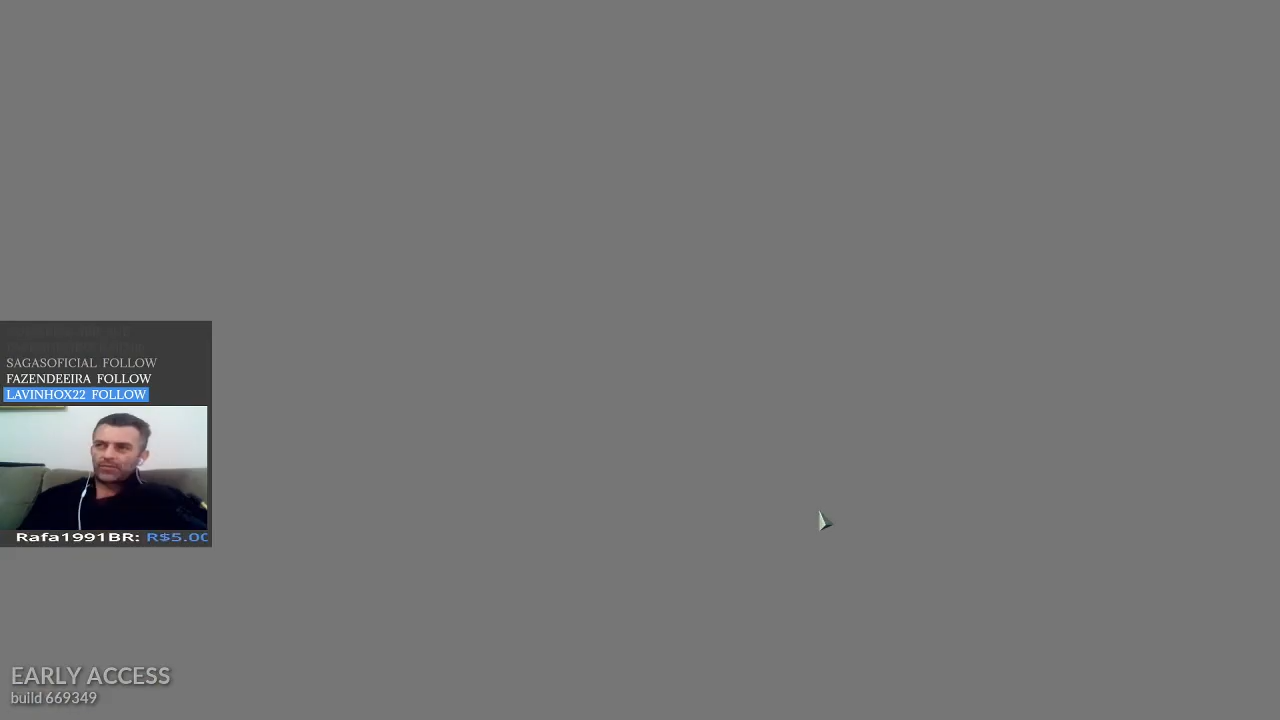 SAGASOFICIAL FOLLOW
FAZENDEEIRA FOLLOW
LAVINHOX22 FOLLOW
Rafa1991BR: R$5.00
EARLY ACCESS
build 669349